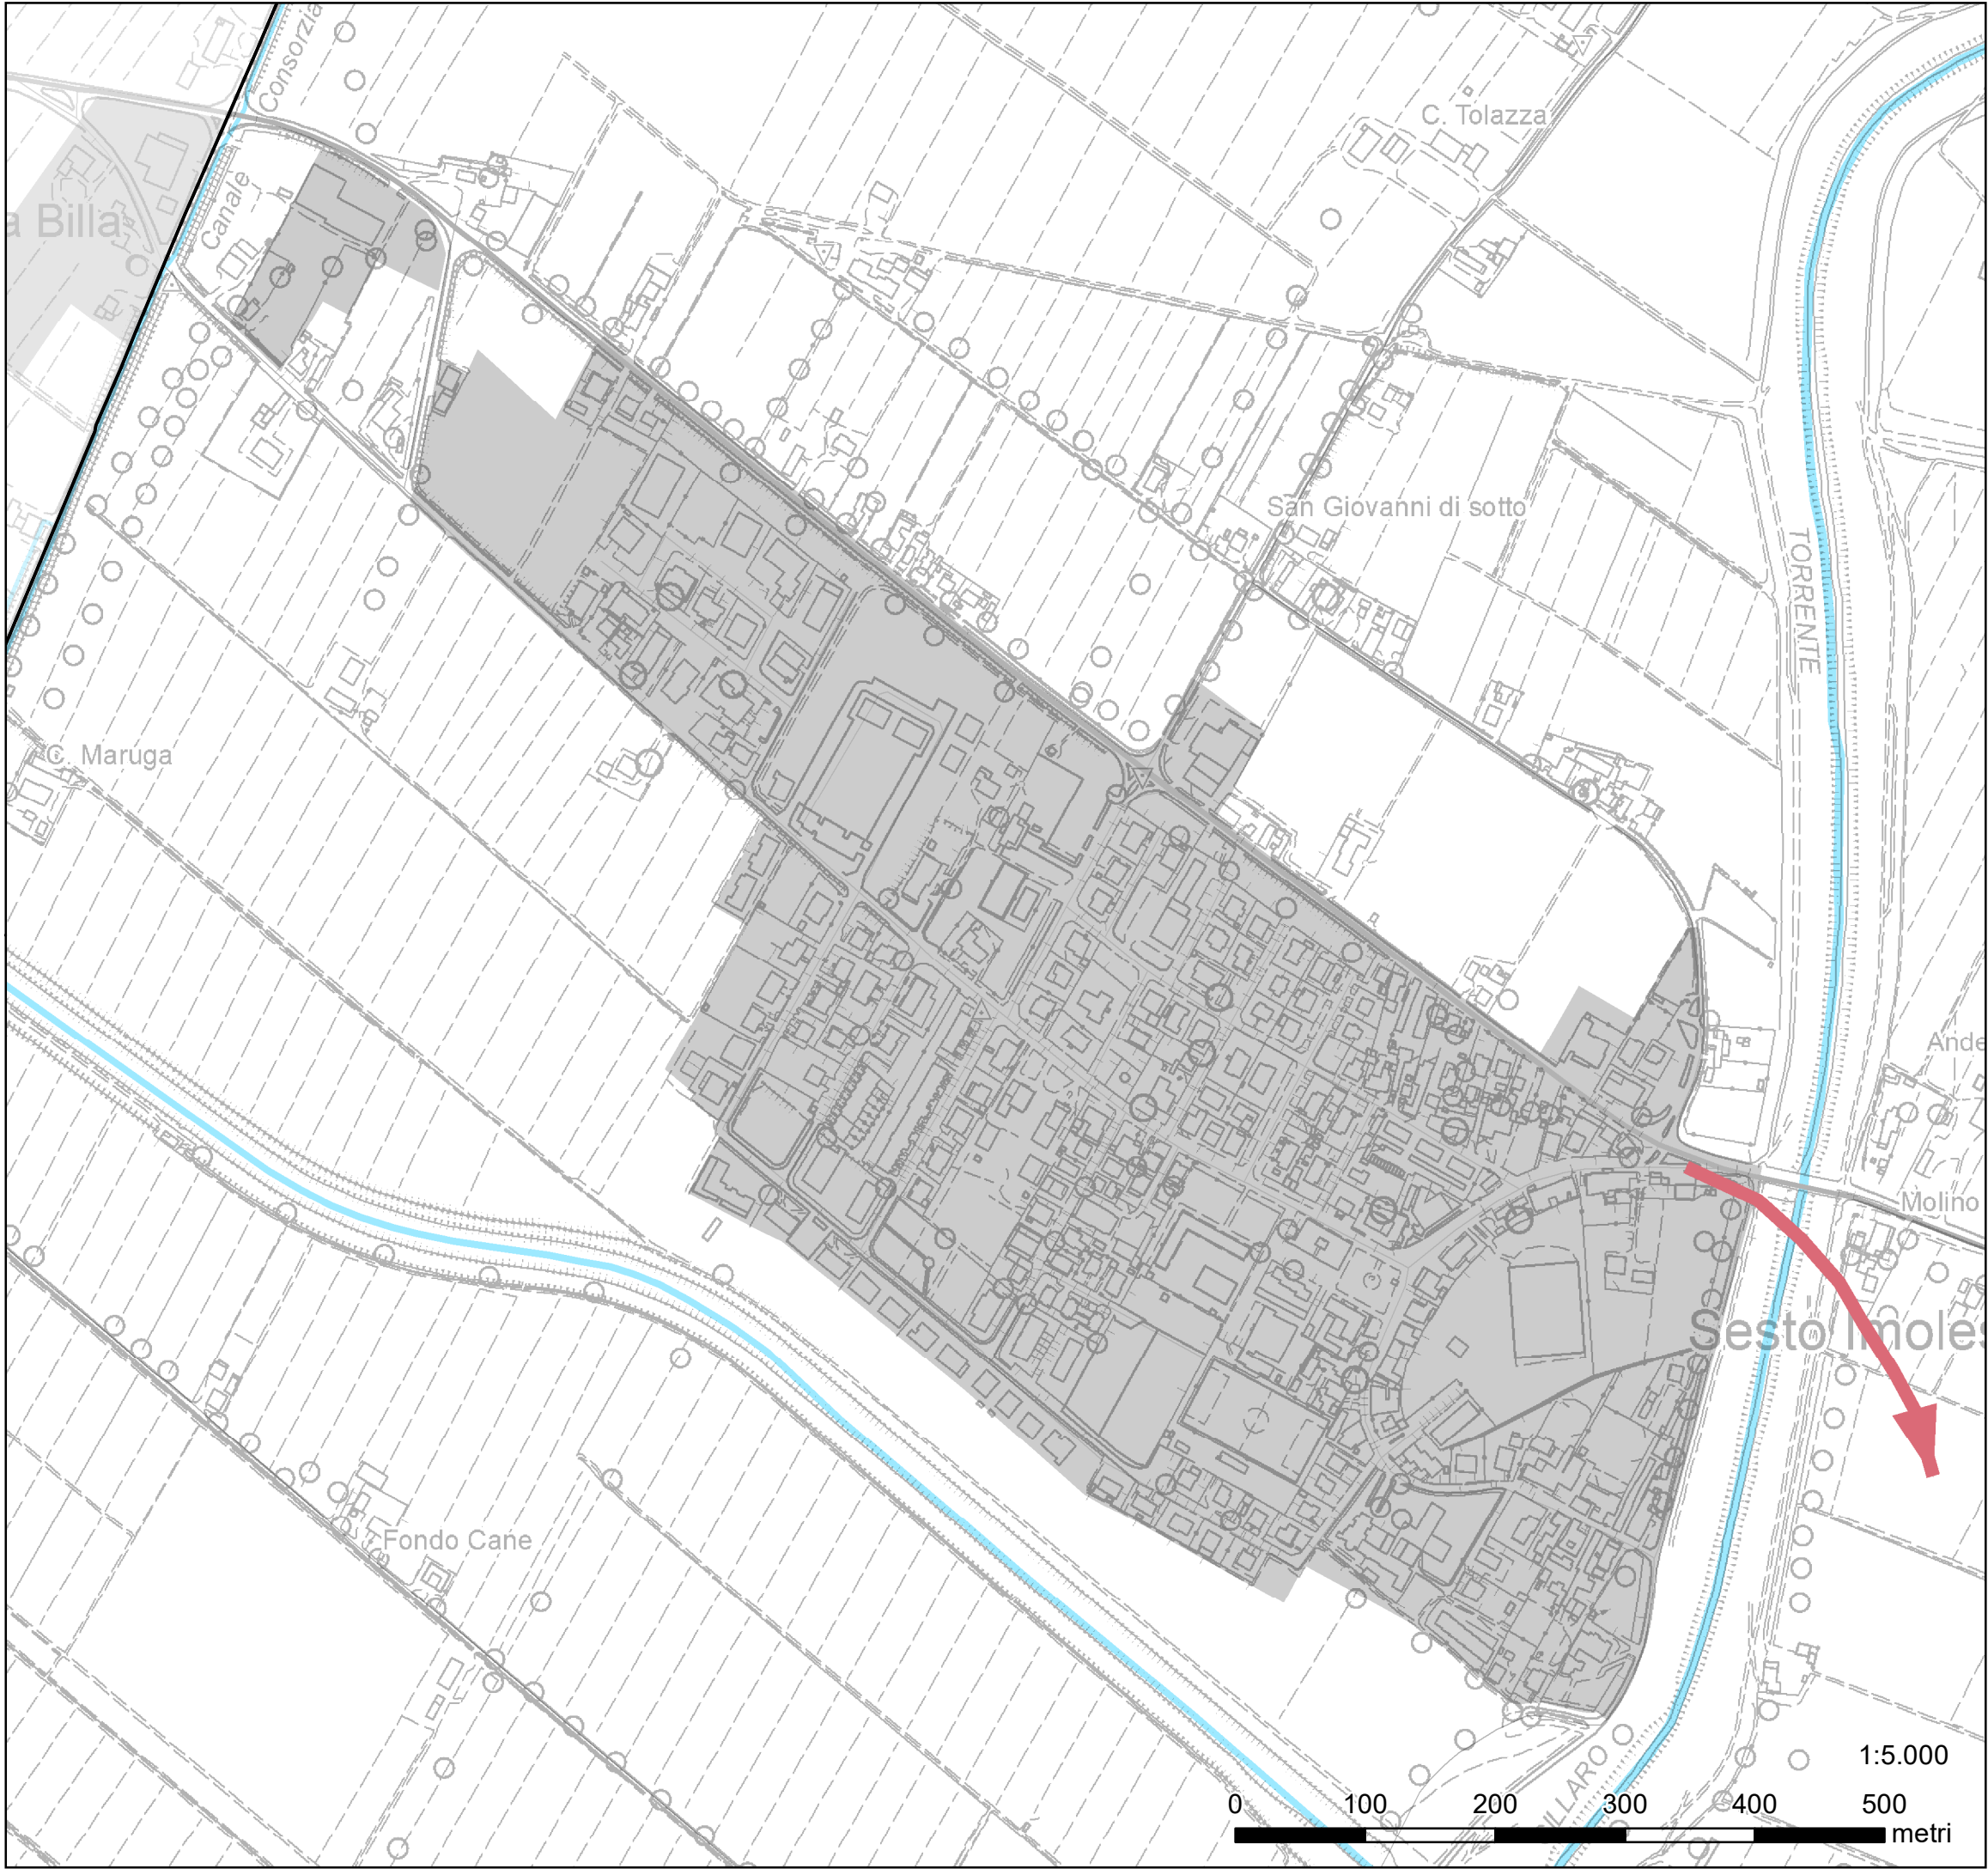 Consorzia
C. Tolazza
a Billa
Canale
San Giovanni di sotto
TORRENTE
C. Maruga
Ande
Molino
Sesto Imoles
Fondo Cane
ILLARO
1:5.000
0 100 200 300 400 500
metri